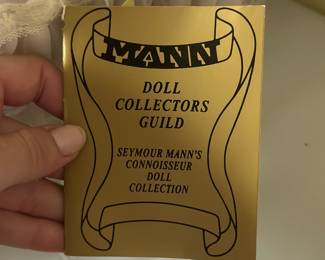 MANN
DOLL
COLLECTORS
GUILD
SEYMOUR MANN'S
CONNOISSEUR
DOLL
COLLECTION